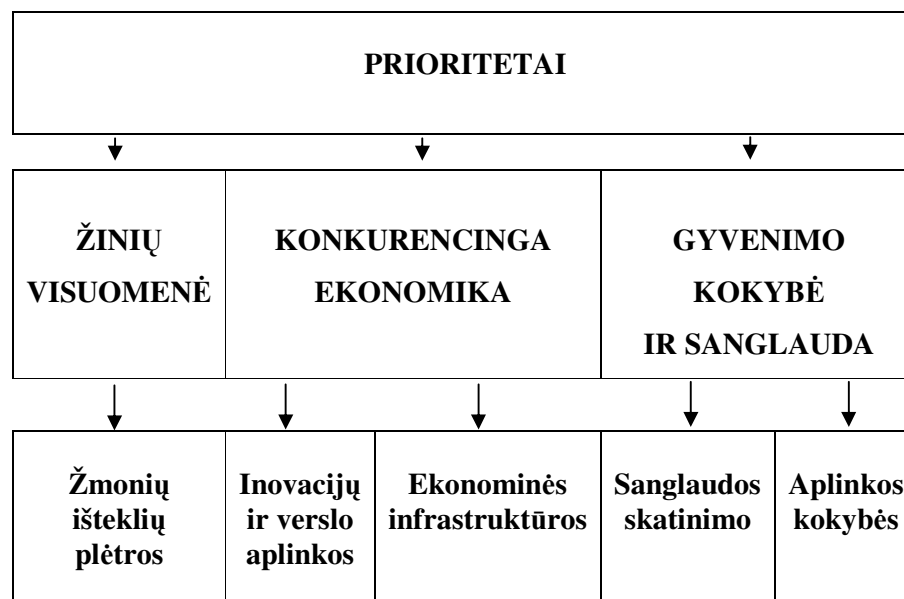 PRIORITETAI
ŽINIŲ
VISUOMENĖ
KONKURENCINGA
EKONOMIKA
GYVENIMO
KOKYBĖ
IR SANGLAUDA
Žmonių
išteklių
plėtros
Inovacijų
ir verslo
aplinkos
Ekonominės
infrastruktūros
Sanglaudos
skatinimo
Aplinkos
kokybės